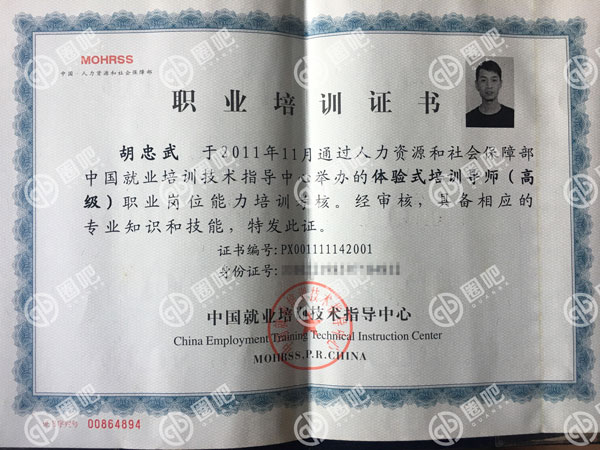 MOHRSS
中国·人力资源和社会保障部
职业培训证书
胡忠武 于2011年11月通过人力资源和社会保障部
中国就业培训技术指导中心举办的体验式培训导师（高
级）职业岗位能力培训考核。经审核，具备相应的
专业知识和技能，特发此证。
证书编号:PX001111142001
身份证号:
中国就业培训技术指导中心
China Employment Training Technical Instruction Center
MOHRSS.P.R.CHINA
00864894
圈吧